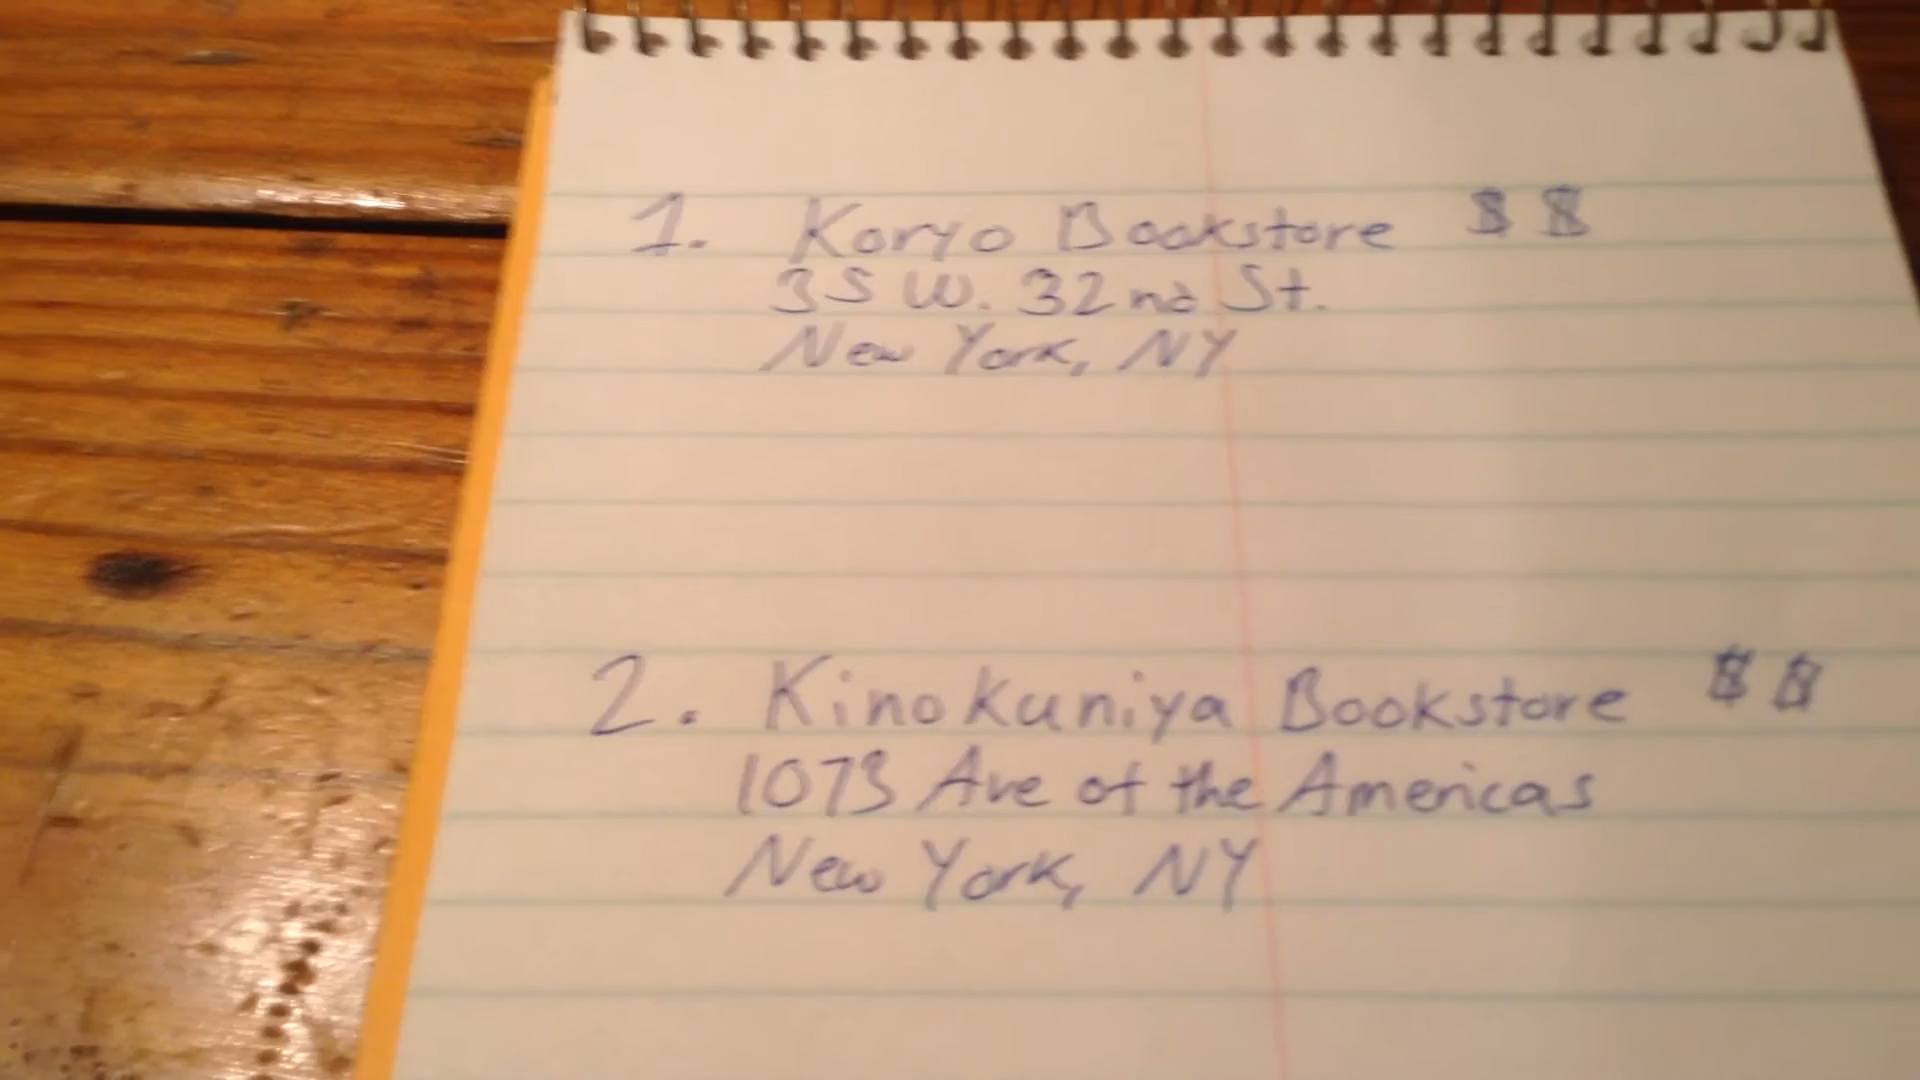 1. Koryo Bookstore $$
35 W. 32nd St.
New York, NY
2. Kinokuniya Bookstore $$
1073 Ave of the Americas
New York, NY